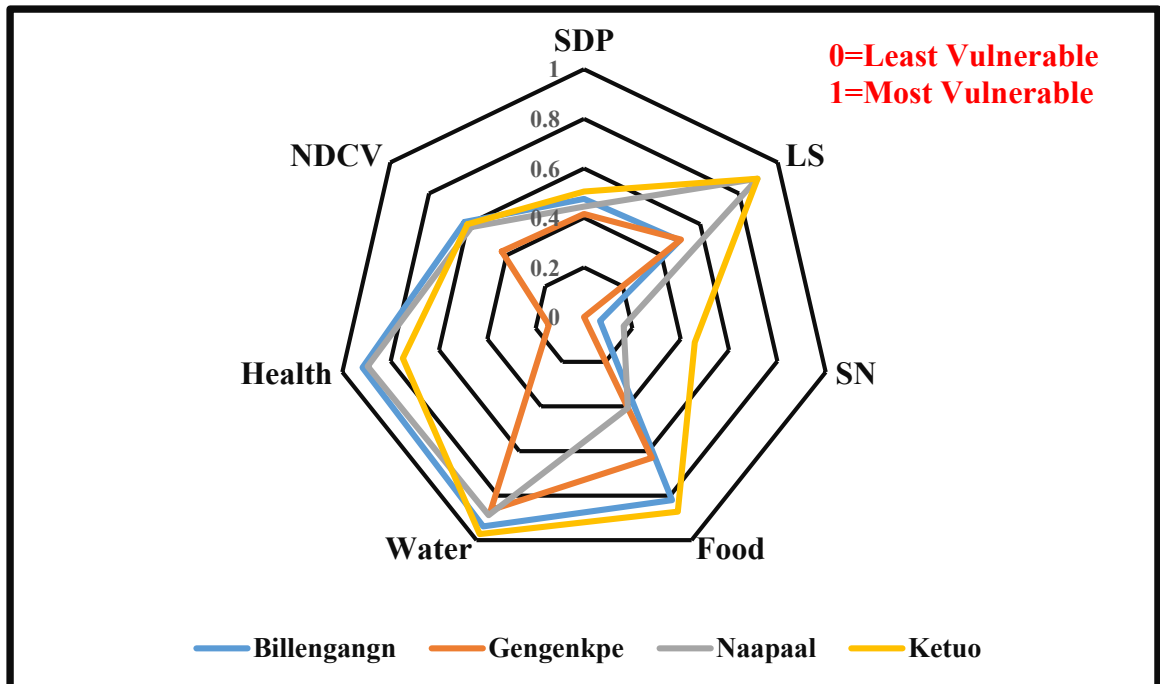 SDP
0=Least Vulnerable
1=Most Vulnerable
1
0.8
0.6
0.4
0.2
0
NDCV
LS
Health
SN
Water
Food
Billengangn
Gengenkpe
Naapaal
Ketuo